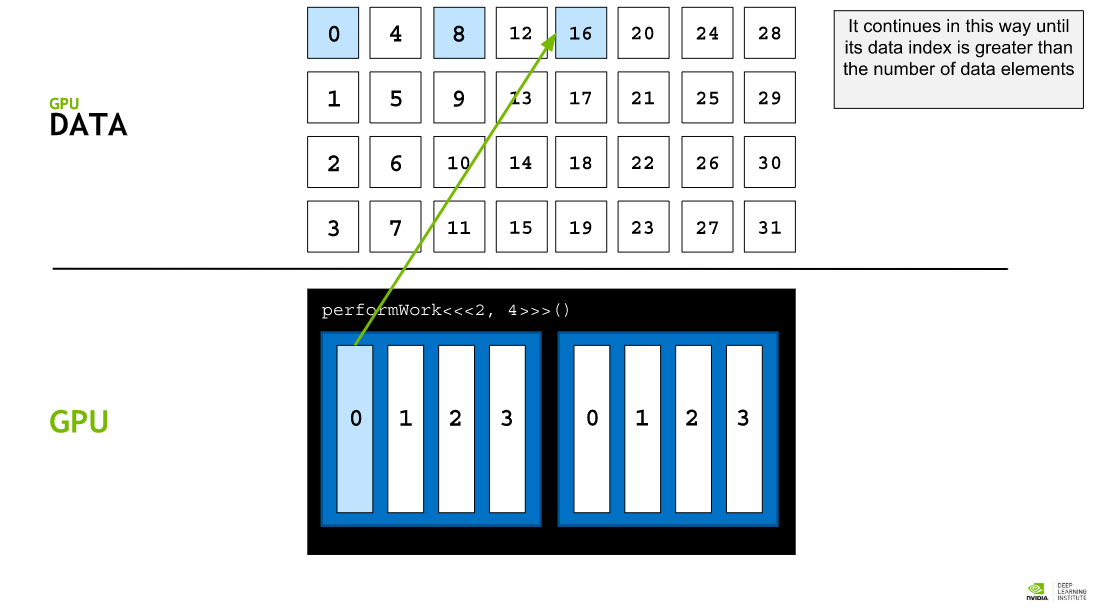 0 4 8 12 16 20 24 28
It continues in this way until
its data index is greater than
the number of data elements
1 5 9 13 17 21 25 29
GPU
DATA
2 6 10 14 18 22 26 30
3 7 11 15 19 23 27 31
performWork<<<2, 4>>>()
GPU
0 1 2 3 0 1 2 3
NVIDIA
DEEP
LEARNING
INSTITUTE